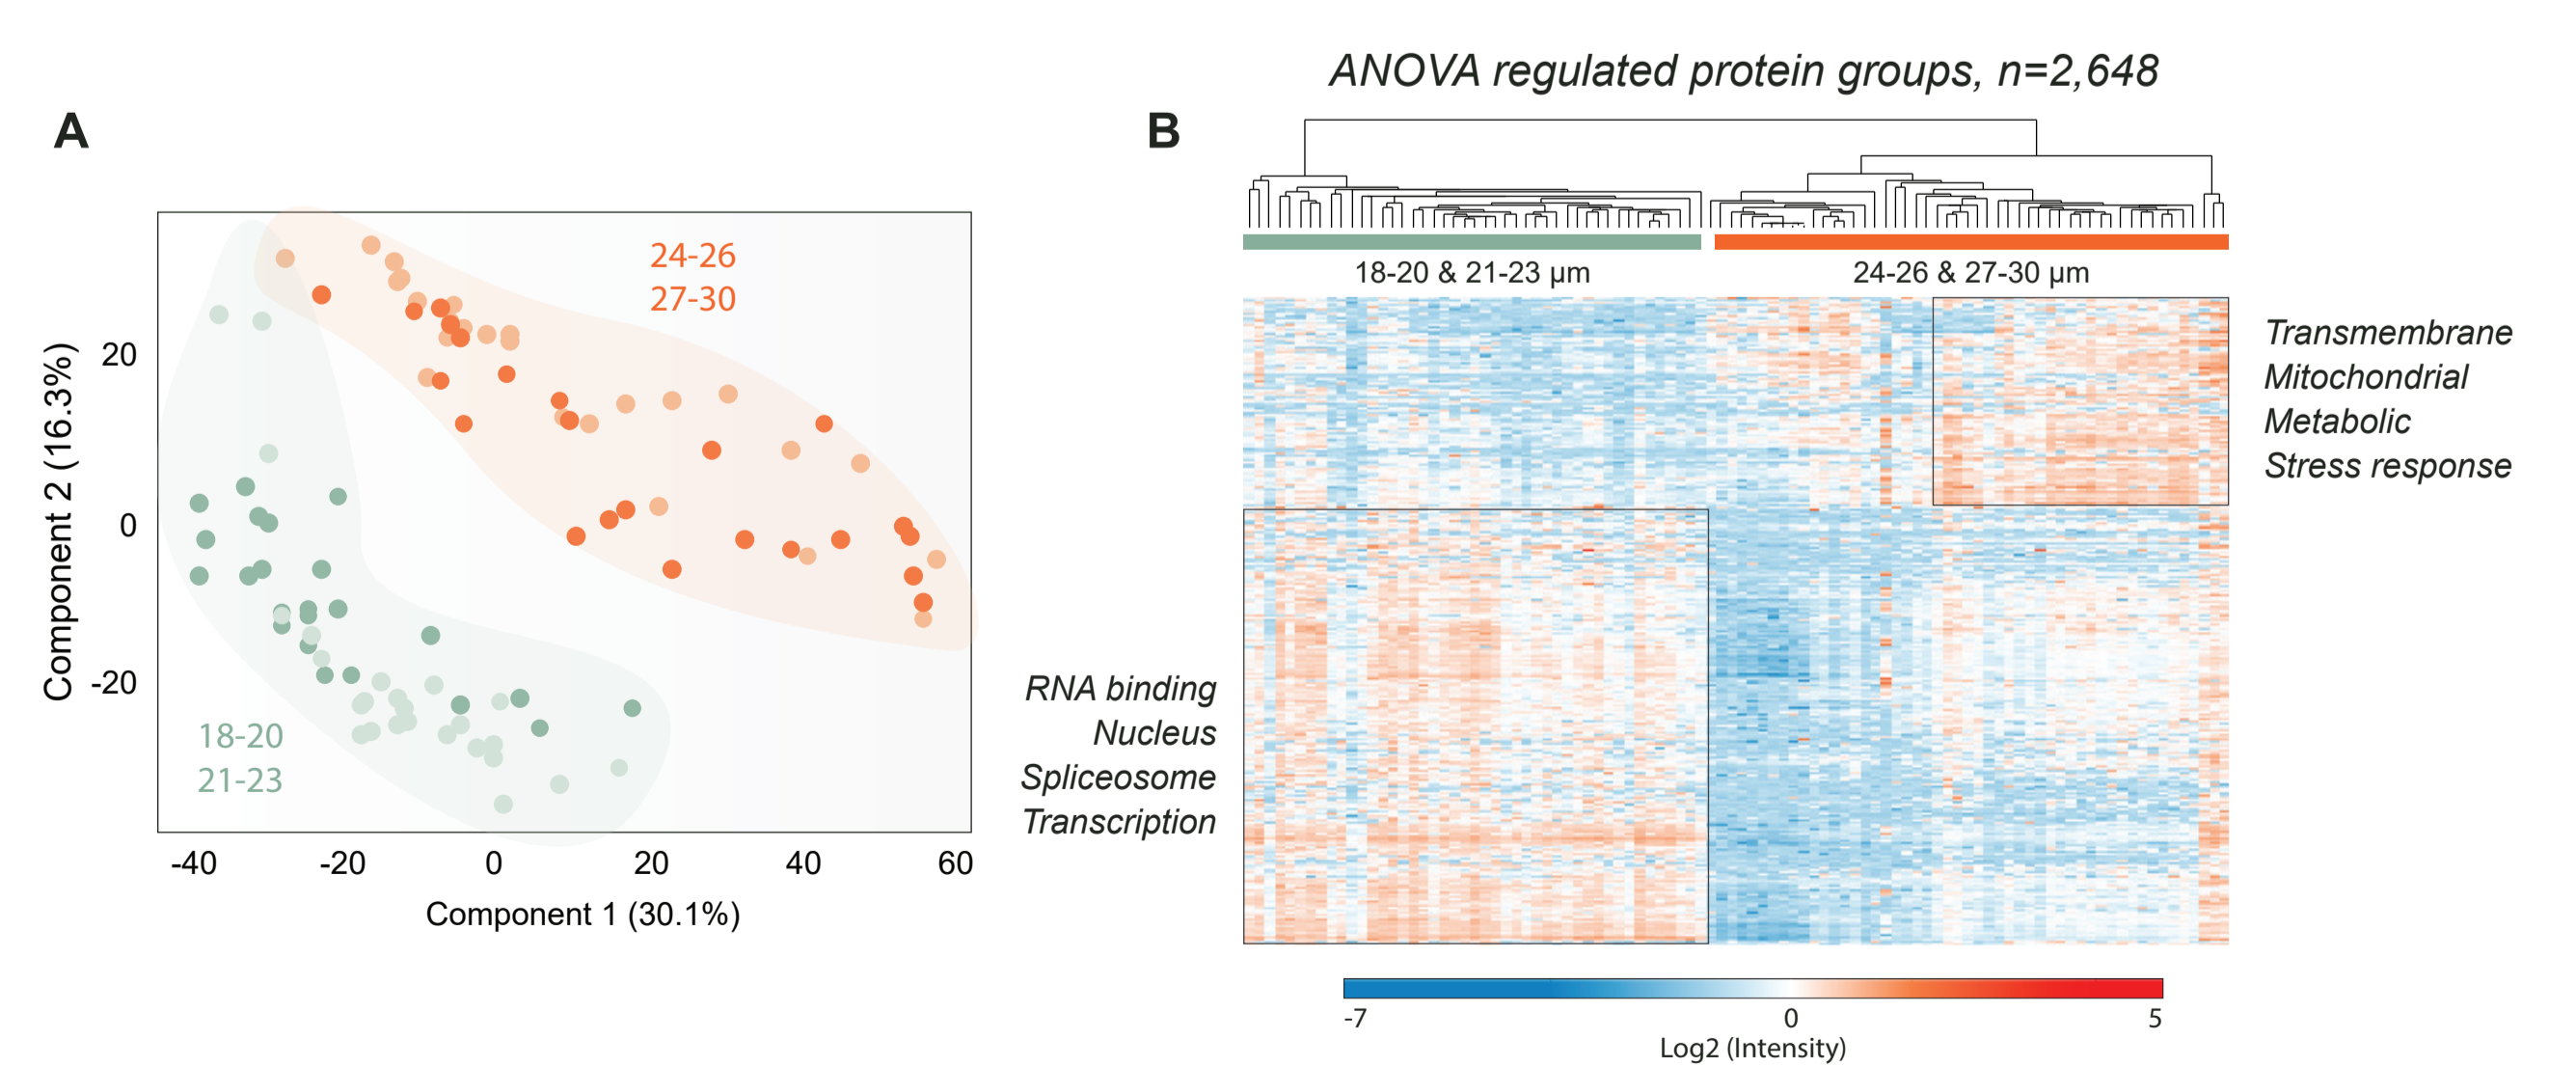 A
24-26
27-30
18-20
21-23
20
0
-20
-40
-20
0
20
40
60
Component 2 (16.3%)
Component 1 (30.1%)
B
ANOVA regulated protein groups, n=2,648
18-20 & 21-23 µm
24-26 & 27-30 µm
Transmembrane
Mitochondrial
Metabolic
Stress response
RNA binding
Nucleus
Spliceosome
Transcription
-7
0
5
Log2 (Intensity)